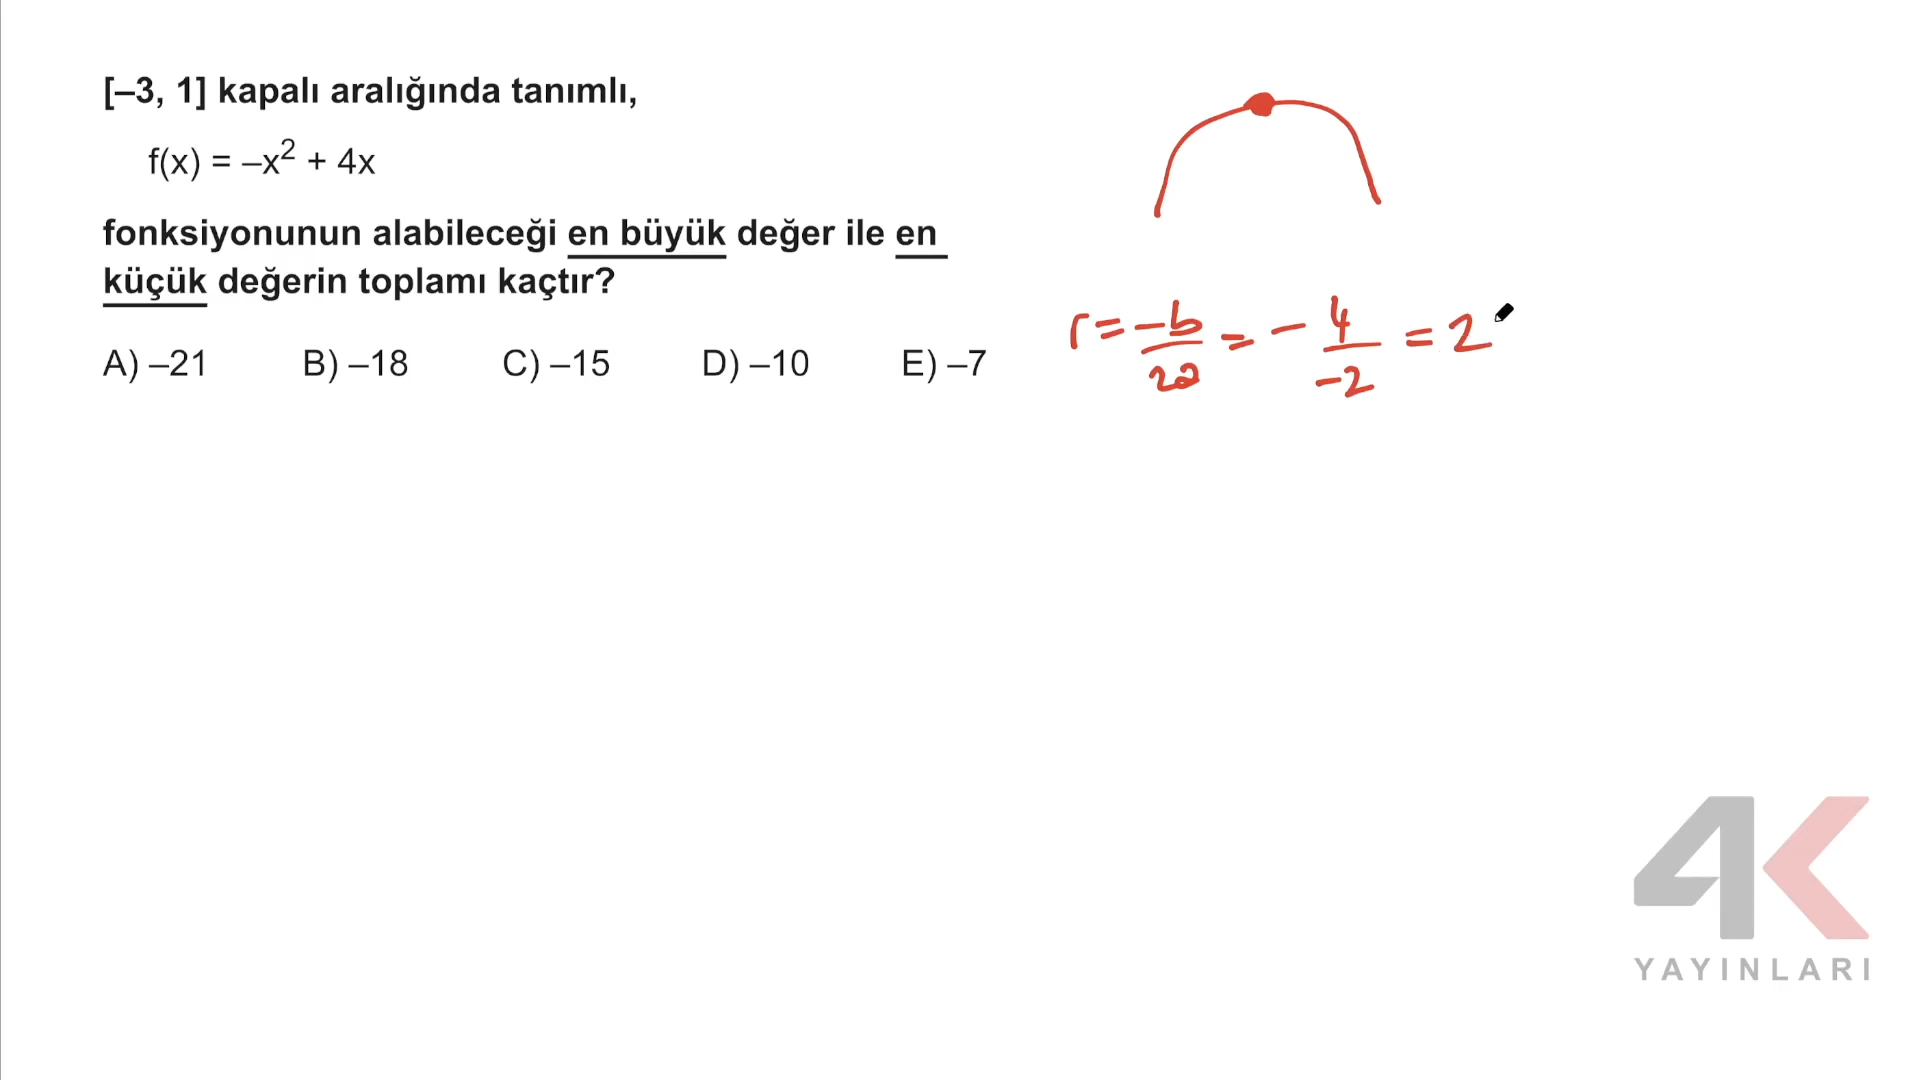 [–3, 1] kapalı aralığında tanımlı,
f(x) = –x² + 4x
fonksiyonunun alabileceği en büyük değer ile en
küçük değerin toplamı kaçtır?
A) –21 B) –18 C) –15 D) –10 E) –7
r = -b/2a = - 4/-2 = 2
4K
YAYINLARI